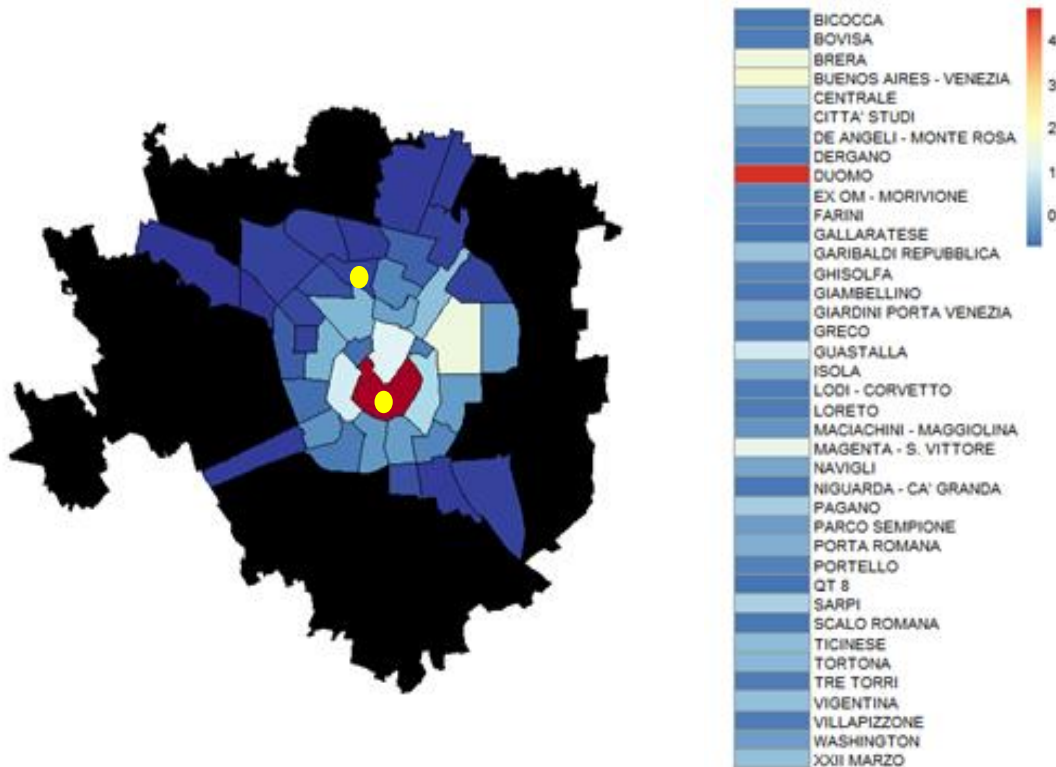 BICOCCA
BOVISA
BRERA
BUENOS AIRES - VENEZIA
CENTRALE
CITTA' STUDI
DE ANGELI - MONTE ROSA
DERGANO
DUOMO
EX OM - MORIVIONE
FARINI
GALLARATESE
GARIBALDI REPUBBLICA
GHISOLFA
GIAMBELLINO
GIARDINI PORTA VENEZIA
GRECO
GUASTALLA
ISOLA
LODI - CORVETTO
LORETO
MACIACHINI - MAGGIOLINA
MAGENTA - S. VITTORE
NAVIGLI
NIGUARDA - CA' GRANDA
PAGANO
PARCO SEMPIONE
PORTA ROMANA
PORTELLO
QT 8
SARPI
SCALO ROMANA
TICINESE
TORTONA
TRE TORRI
VIGENTINA
VILLAPIZZONE
WASHINGTON
XXII MARZO
4
3
2
1
0